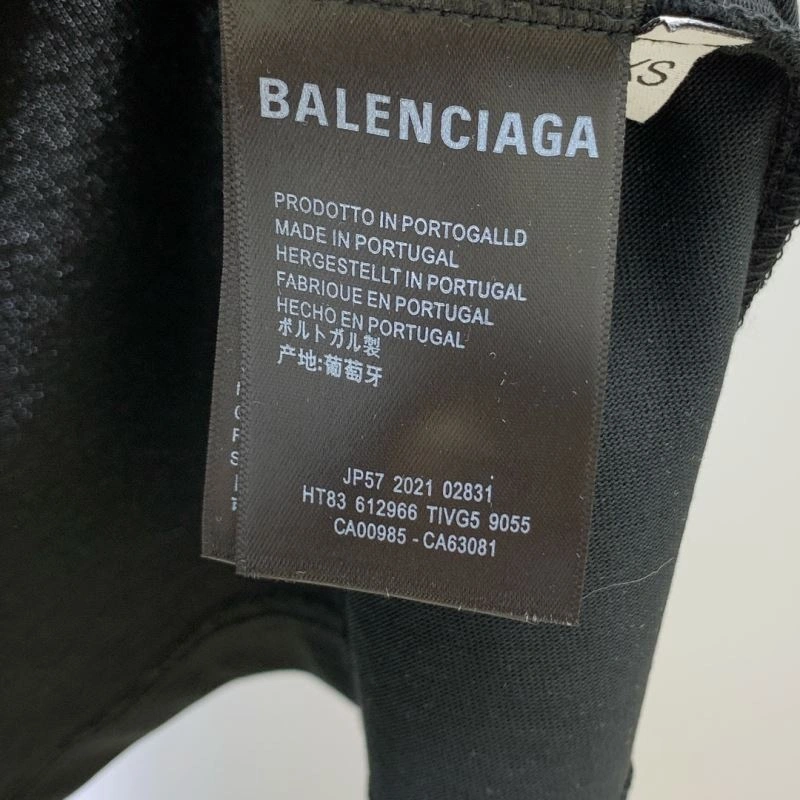 BALENCIAGA
PRODOTTO IN PORTOGALLD
MADE IN PORTUGAL
HERGESTELLT IN PORTUGAL
FABRIQUE EN PORTUGAL
HECHO EN PORTUGAL
ポルトガル製
产地:葡萄牙
JP57 2021 02831
HT83 612966 TIVG5 9055
CA00985 - CA63081